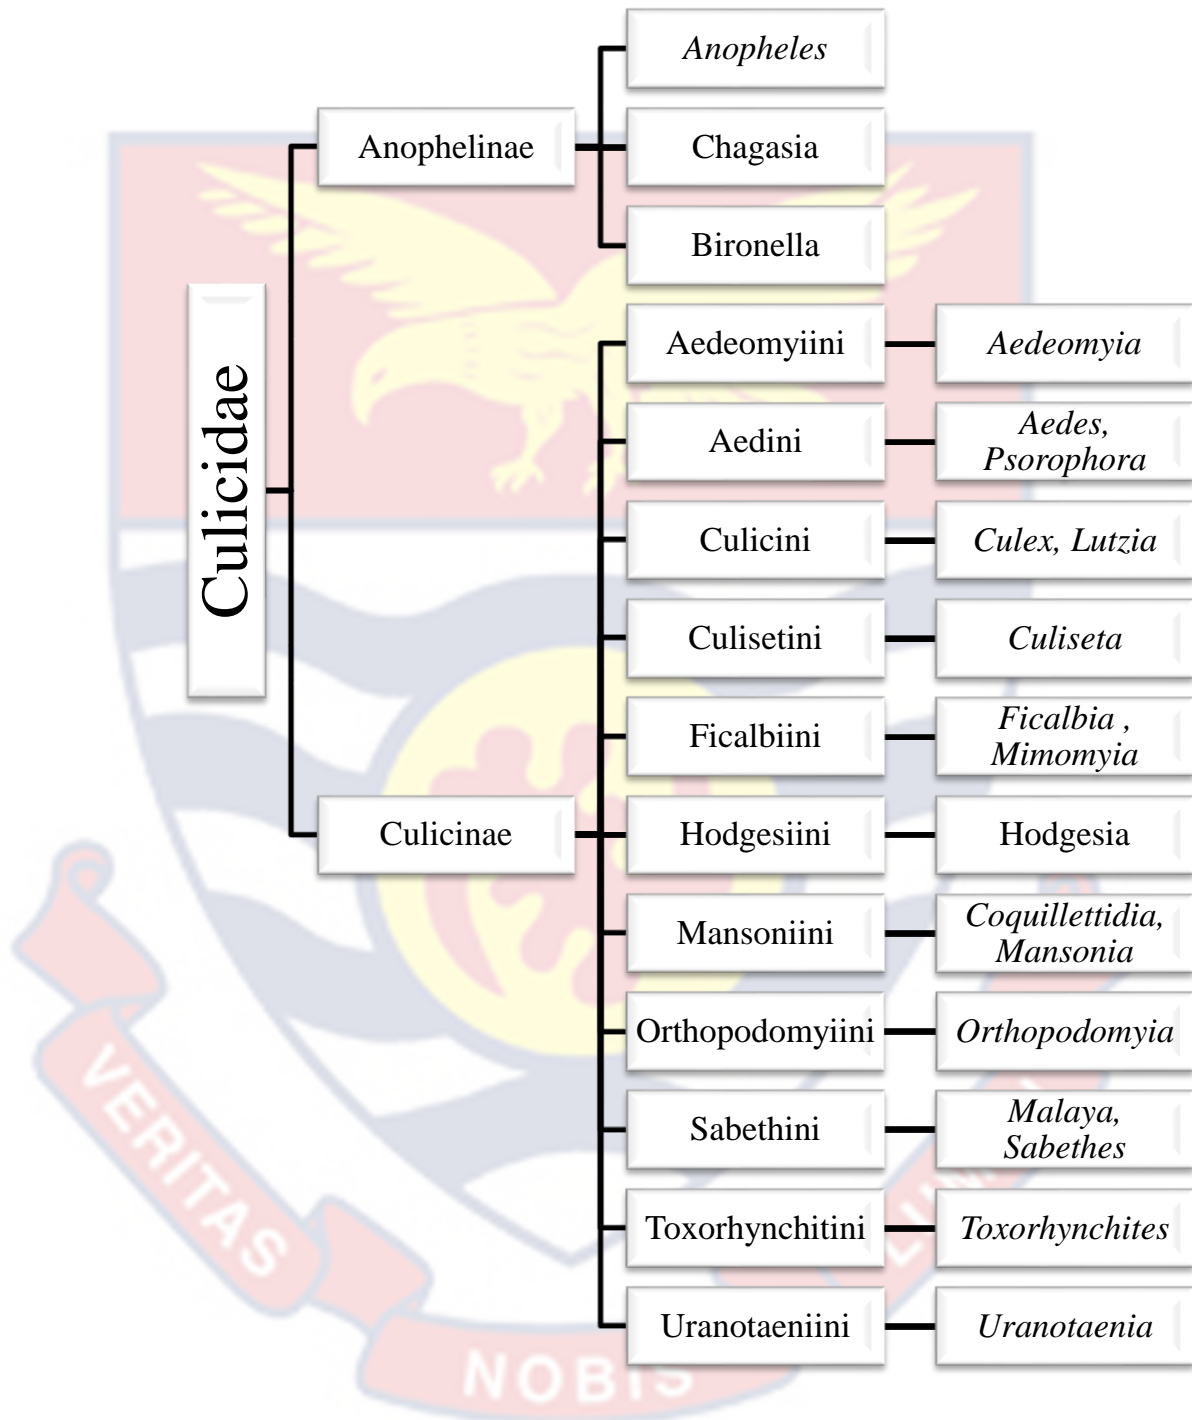 Anopheles
Anophelinae
Chagasia
Bironella
Culicidae
Aedeomyiini
Aedeomyia
Aedini
Aedes,
Psorophora
Culicini
Culex, Lutzia
Culisetini
Culiseta
Ficalbiini
Ficalbia ,
Mimomyia
Culicinae
Hodgesiini
Hodgesia
Mansoniini
Coquillettidia,
Mansonia
Orthopodomyiini
Orthopodomyia
Sabethini
Malaya,
Sabethes
Toxorhynchitini
Toxorhynchites
Uranotaeniini
Uranotaenia
VERITAS
NOBIS